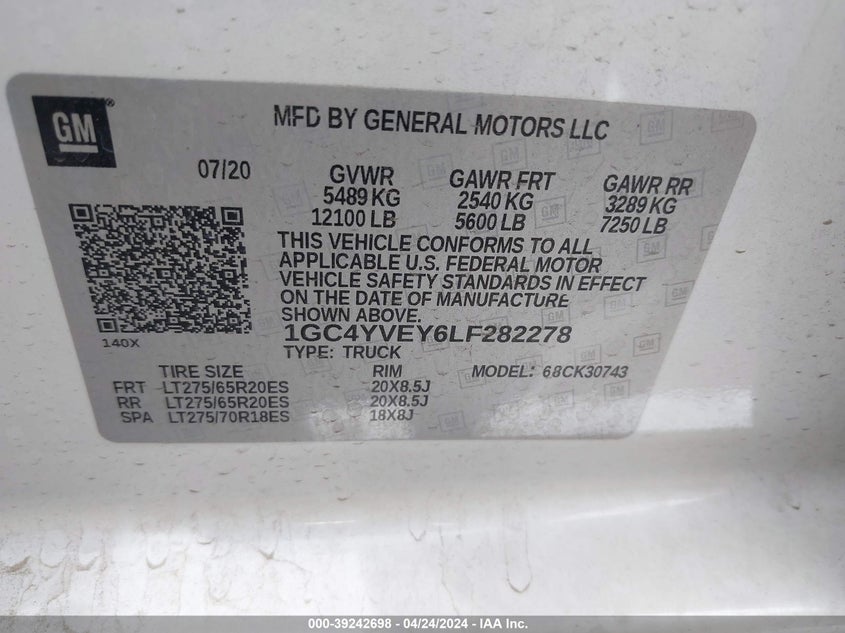 GM
MFD BY GENERAL MOTORS LLC
07/20
GVWR GAWR FRT GAWR RR
5489 KG 2540 KG 3289 KG
12100 LB 5600 LB 7250 LB
THIS VEHICLE CONFORMS TO ALL
APPLICABLE U.S. FEDERAL MOTOR
VEHICLE SAFETY STANDARDS IN EFFECT
ON THE DATE OF MANUFACTURE
SHOWN ABOVE.
1GC4YVEY6LF282278
140X
TYPE: TRUCK
TIRE SIZE RIM MODEL: 68CK30743
FRT LT275/65R20ES 20X8.5J
RR LT275/65R20ES 20X8.5J
SPA LT275/70R18ES 18X8J
000-39242698 - 04/24/2024 - IAA Inc.